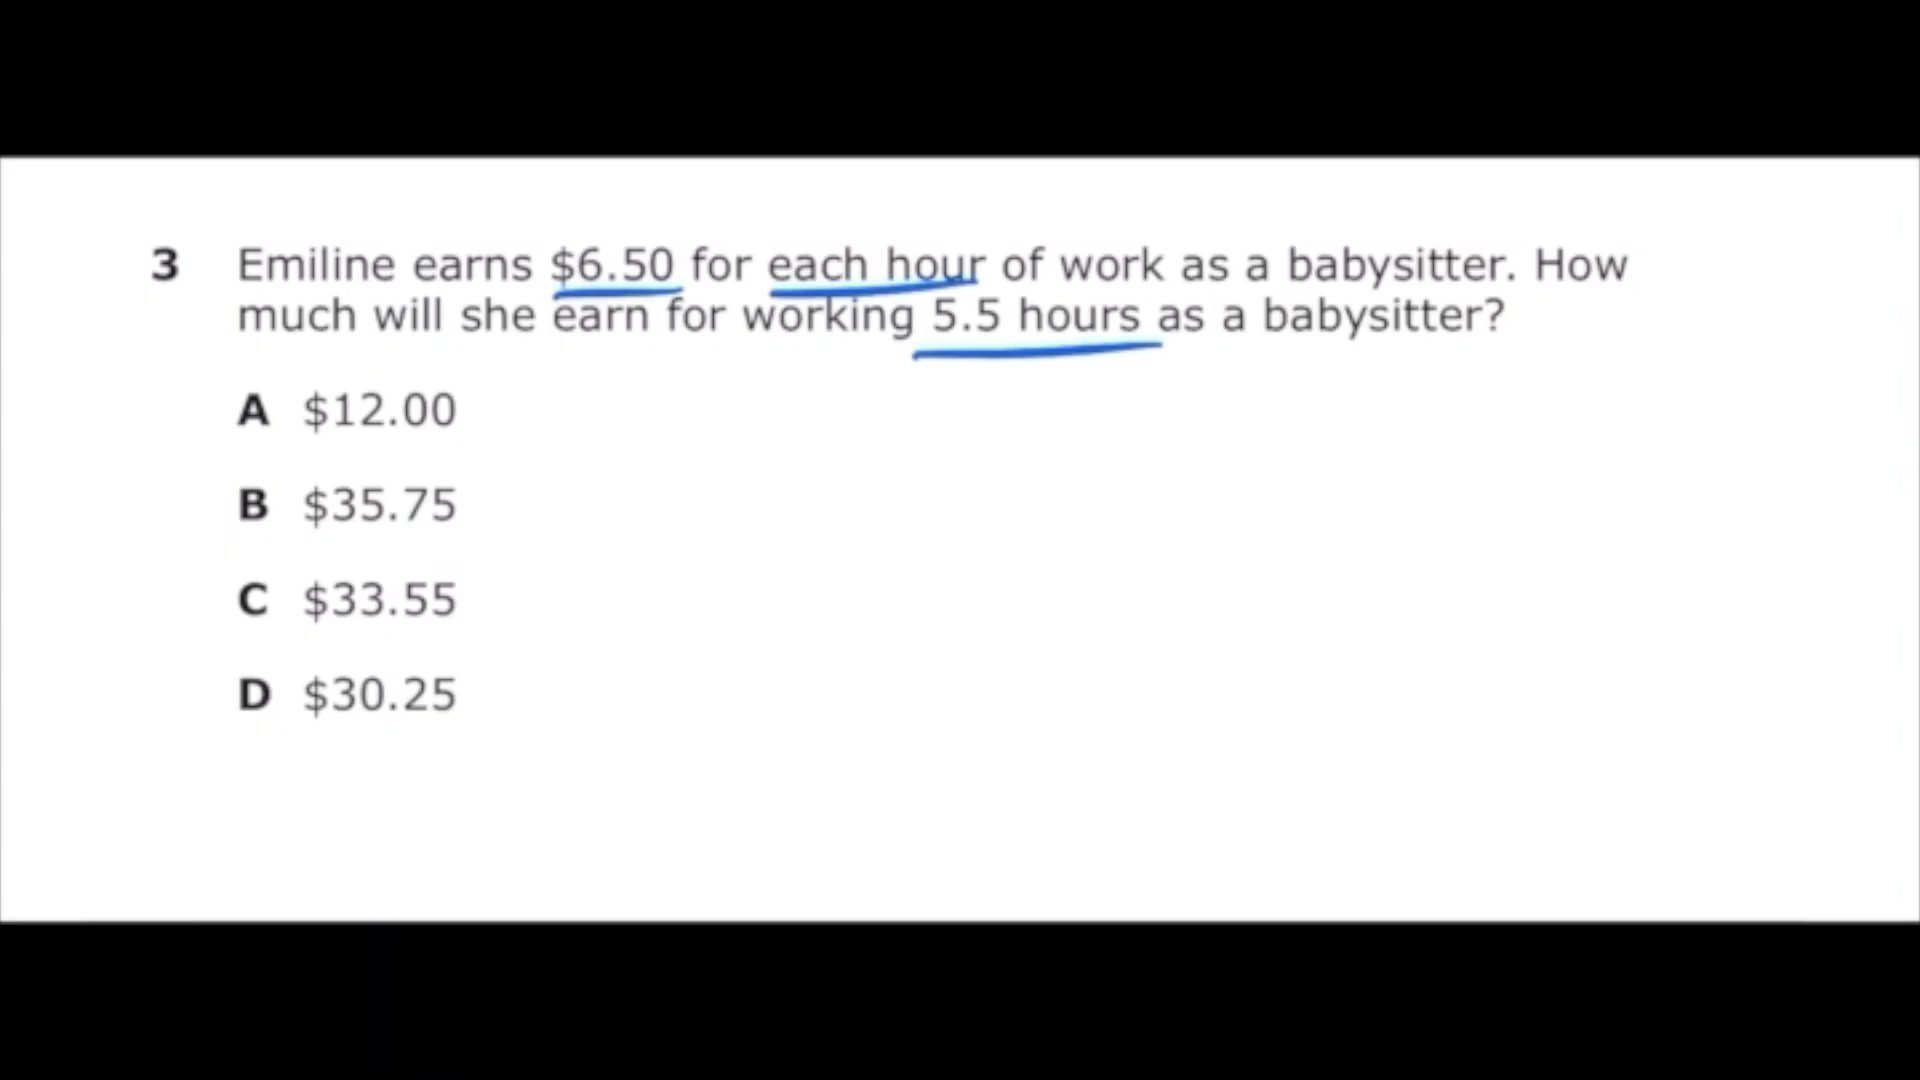 3 Emiline earns $6.50 for each hour of work as a babysitter. How
much will she earn for working 5.5 hours as a babysitter?
A $12.00
B $35.75
C $33.55
D $30.25